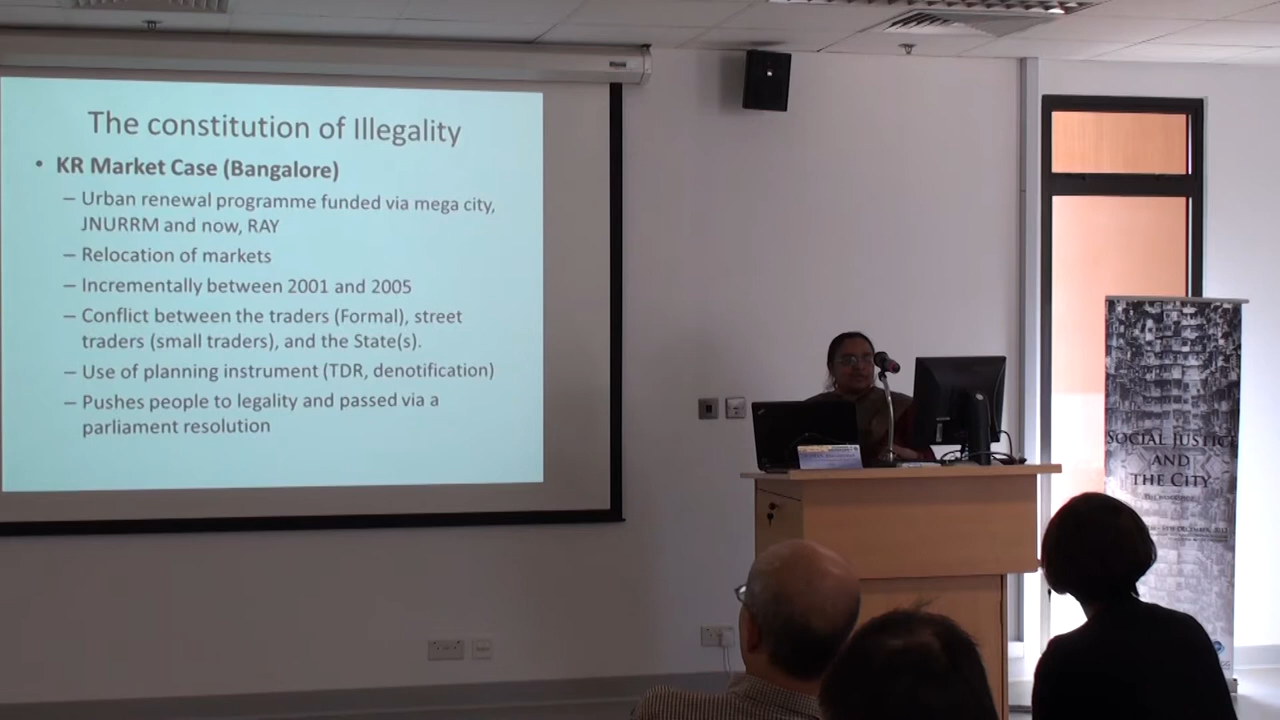 The constitution of Illegality
• KR Market Case (Bangalore)
– Urban renewal programme funded via mega city,
JNURRM and now, RAY
– Relocation of markets
– Incrementally between 2001 and 2005
– Conflict between the traders (Formal), street
traders (small traders), and the State(s).
– Use of planning instrument (TDR, denotification)
– Pushes people to legality and passed via a
parliament resolution
SOCIAL JUSTICE
AND
THE CITY